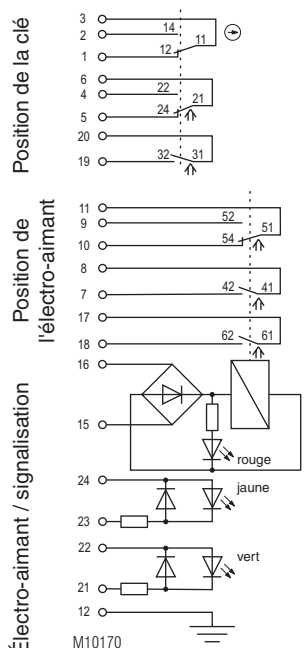 Position de la clé
3
2 14
11
1 12
6
4 22
21
5 24
20
19 32 31
Position de l'électro-aimant
11
9 52
51
10 54
8
7 42 41
17
18 62 61
Électro-aimant / signalisation
16
15
rouge
24
jaune
23
22
vert
21
12
M10170